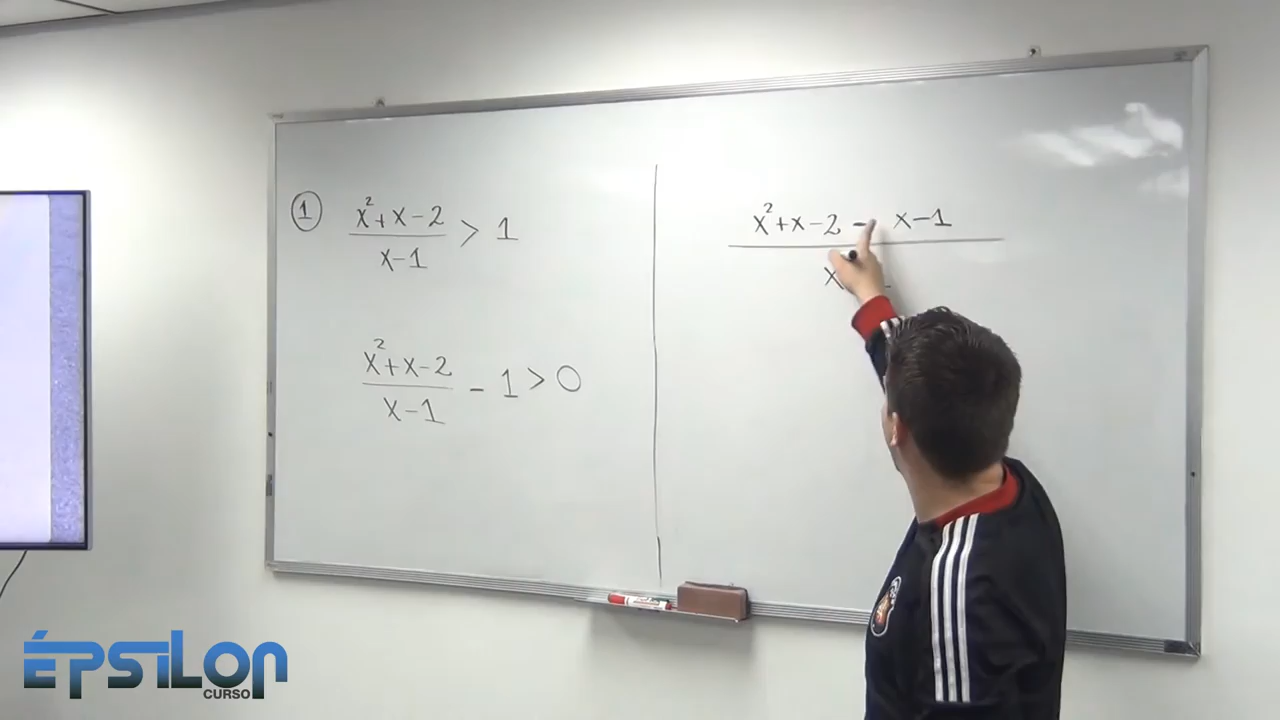 ① x²+x-2 / x-1 > 1
x²+x-2 / x-1 - 1 > 0
x²+x-2 - x-1
x
ÉPSILON
CURSO